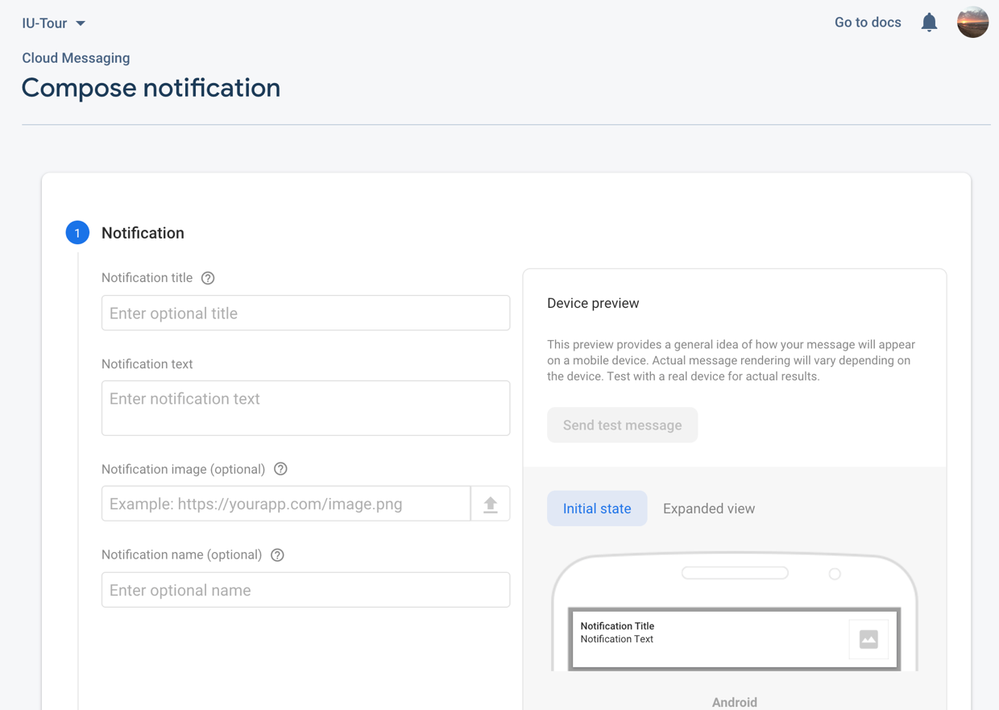 IU-Tour
Go to docs
Cloud Messaging
Compose notification
1
Notification
Notification title
Enter optional title
Notification text
Enter notification text
Notification image (optional)
Example: https://yourapp.com/image.png
Notification name (optional)
Enter optional name
Device preview
This preview provides a general idea of how your message will appear
on a mobile device. Actual message rendering will vary depending on
the device. Test with a real device for actual results.
Send test message
Initial state
Expanded view
Notification Title
Notification Text
Android